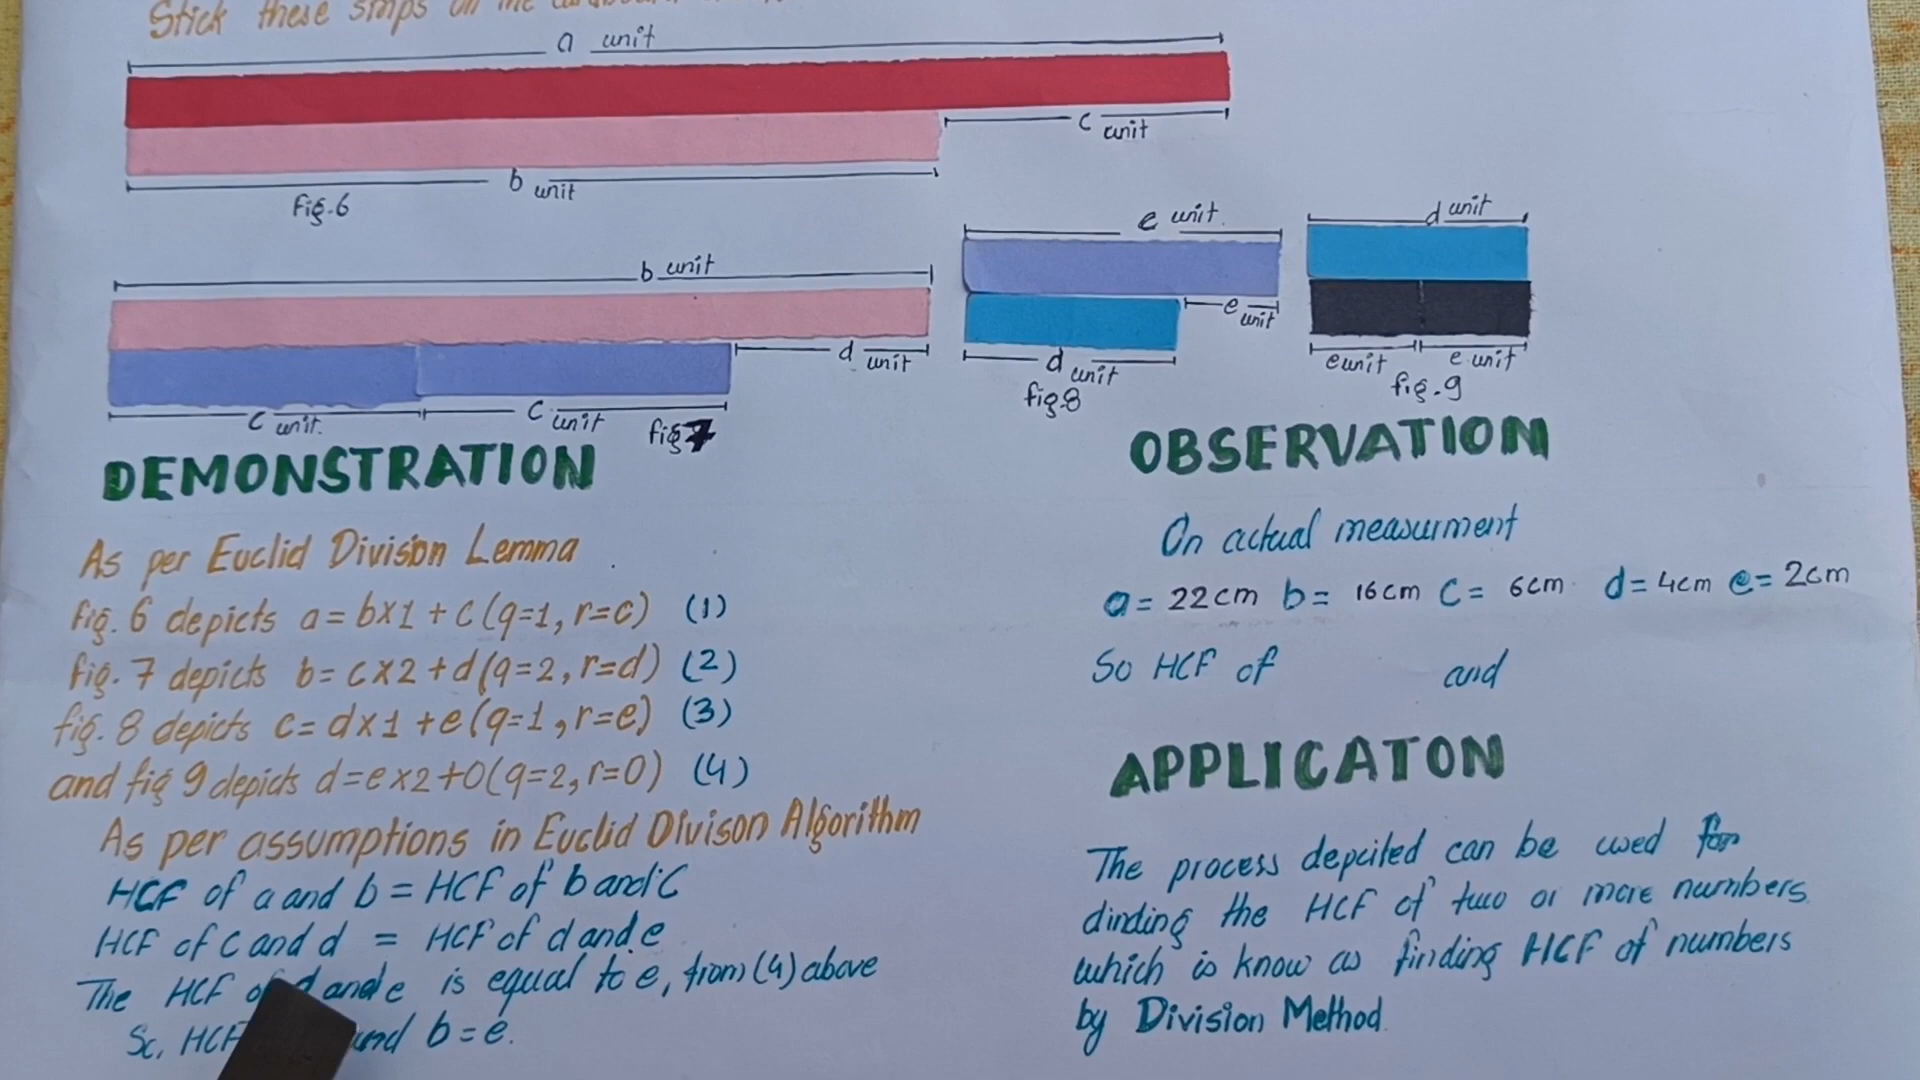 Stick these strips on the
a unit
c unit
b unit
fig-6
e unit.
d unit
b unit
e unit
d unit
d unit
e unit e unit
fig-9
fig-8
c unit. c unit
fig 7
DEMONSTRATION
As per Euclid Division Lemma
fig. 6 depicts a = b×1 + c (q=1, r=c) (1)
fig. 7 depicts b = c×2 + d (q=2, r=d) (2)
fig. 8 depicts c = d×1 + e (q=1, r=e) (3)
and fig 9 depicts d = e×2+0 (q=2, r=0) (4)
As per assumptions in Euclid Divison Algorithm
HCF of a and b = HCF of b and C
HCF of C and d = HCF of d and e
The HCF and e is equal to e, from (4) above
So, HCF and b = e.
OBSERVATION
On actual measurment
a = 22cm b = 16cm C = 6cm d = 4cm e = 2cm
So HCF of and
APPLICATON
The process depcited can be used for
dinding the HCF of two or more numbers
which is know as finding HCF of numbers
by Division Method